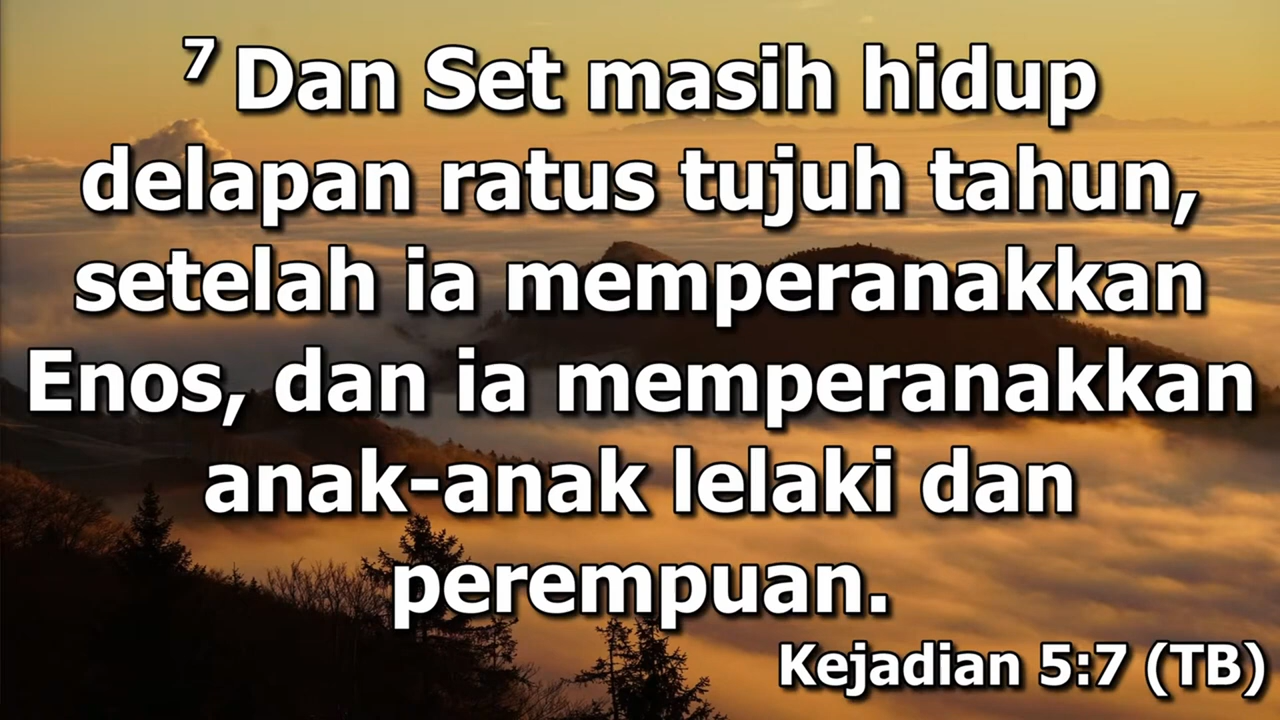 7 Dan Set masih hidup
delapan ratus tujuh tahun,
setelah ia memperanakkan
Enos, dan ia memperanakkan
anak-anak lelaki dan
perempuan.
Kejadian 5:7 (TB)